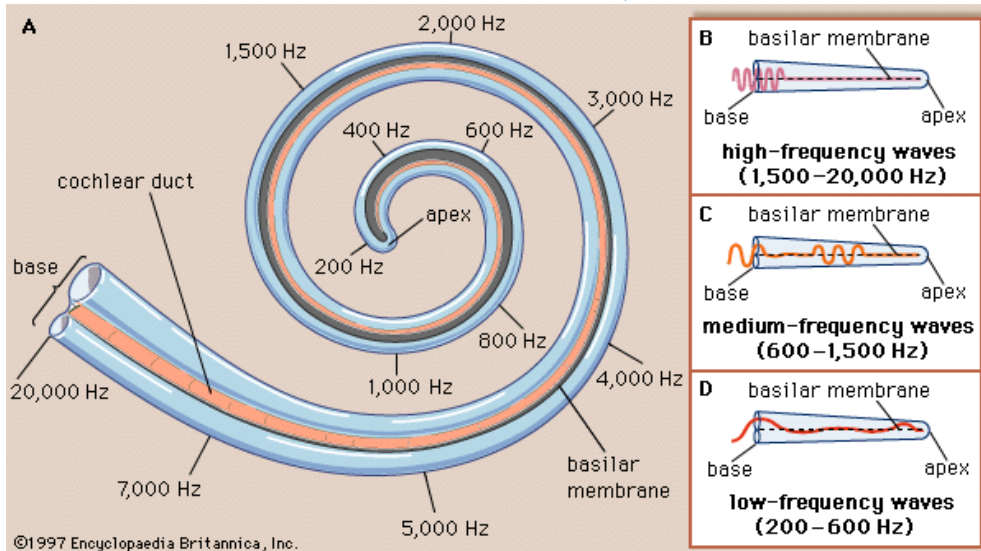 A
2,000 Hz
1,500 Hz
3,000 Hz
400 Hz
600 Hz
cochlear duct
apex
200 Hz
base
800 Hz
4,000 Hz
1,000 Hz
20,000 Hz
basilar
membrane
7,000 Hz
5,000 Hz
©1997 Encyclopaedia Britannica, Inc.
B
basilar membrane
base
apex
high-frequency waves
(1,500–20,000 Hz)
C
basilar membrane
base
apex
medium-frequency waves
(600–1,500 Hz)
D
basilar membrane
base
apex
low-frequency waves
(200–600 Hz)